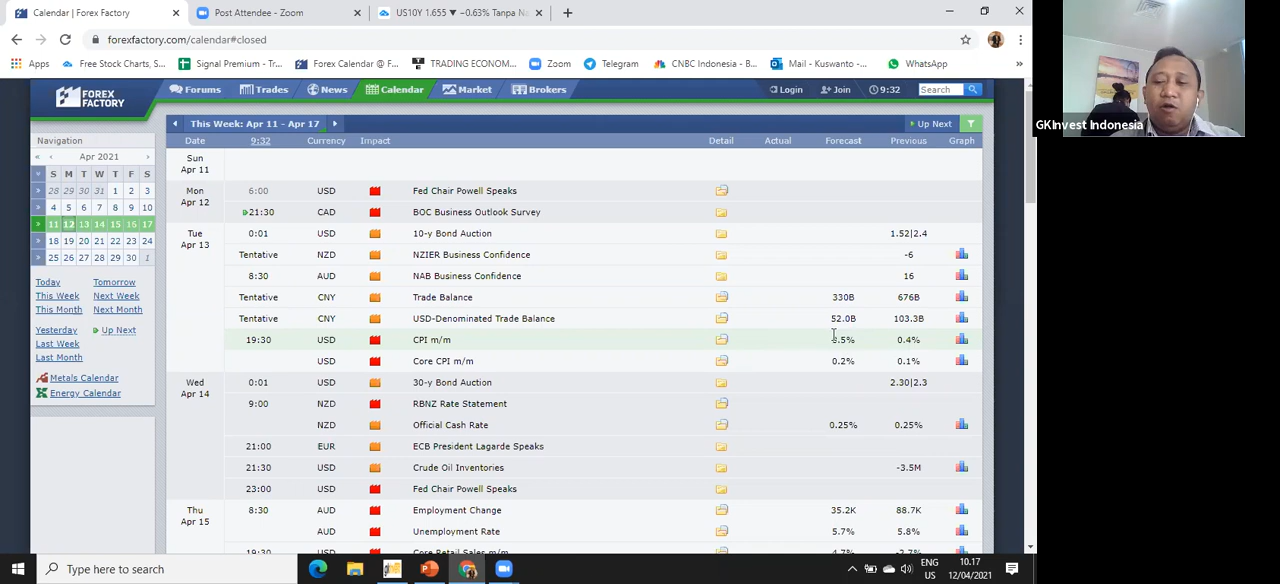 Calendar | Forex Factory
Post Attendee - Zoom
US10Y 1.655 ▼ −0.63% Tanpa Na
forexfactory.com/calendar#closed
Apps
Free Stock Charts, S...
Signal Premium - Tr...
Forex Calendar @ F...
TRADING ECONOM...
Zoom
Telegram
CNBC Indonesia - B...
Mail - Kuswanto -...
WhatsApp
»
FOREX FACTORY
Forums
Trades
News
Calendar
Market
Brokers
Login
Join
9:32
Search
GKInvest Indonesia
Navigation
« ‹ Apr 2021 ›
S M T W T F S
28 29 30 31 1 2 3
4 5 6 7 8 9 10
11 12 13 14 15 16 17
18 19 20 21 22 23 24
25 26 27 28 29 30 1
Today Tomorrow
This Week Next Week
This Month Next Month
Yesterday Up Next
Last Week
Last Month
Metals Calendar
Energy Calendar
This Week: Apr 11 - Apr 17
Up Next
Date 9:32 Currency Impact Detail Actual Forecast Previous Graph
Sun
Apr 11
Mon
Apr 12
6:00 USD Fed Chair Powell Speaks
21:30 CAD BOC Business Outlook Survey
Tue
Apr 13
0:01 USD 10-y Bond Auction 1.52|2.4
Tentative NZD NZIER Business Confidence -6
8:30 AUD NAB Business Confidence 16
Tentative CNY Trade Balance 330B 676B
Tentative CNY USD-Denominated Trade Balance 52.0B 103.3B
19:30 USD CPI m/m .5% 0.4%
USD Core CPI m/m 0.2% 0.1%
Wed
Apr 14
0:01 USD 30-y Bond Auction 2.30|2.3
9:00 NZD RBNZ Rate Statement
NZD Official Cash Rate 0.25% 0.25%
21:00 EUR ECB President Lagarde Speaks
21:30 USD Crude Oil Inventories -3.5M
23:00 USD Fed Chair Powell Speaks
Thu
Apr 15
8:30 AUD Employment Change 35.2K 88.7K
AUD Unemployment Rate 5.7% 5.8%
19:30 USD Core Retail Sales m/m 4.7% -2.7%
Type here to search
ENG
US
10.17
12/04/2021